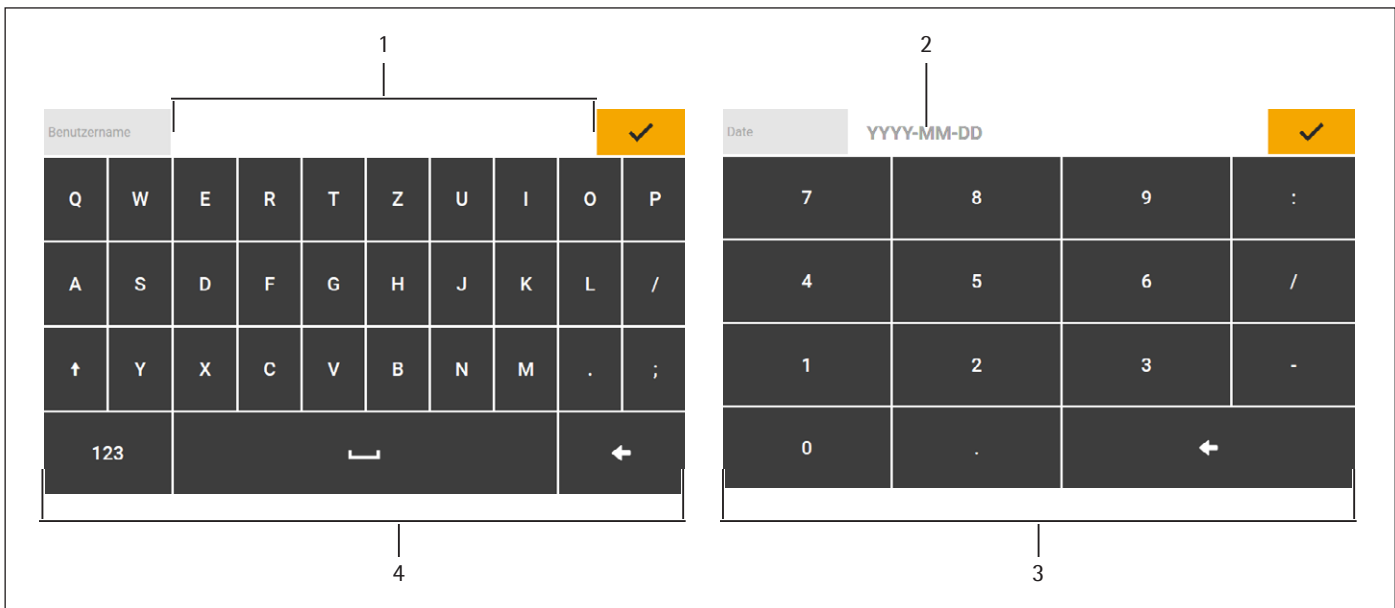 1 2
Benutzername
Date YYYY-MM-DD
Q W E R T Z U I O P
A S D F G H J K L /
Y X C V B N M . ;
123
7 8 9 :
4 5 6 /
1 2 3 -
0 .
4 3